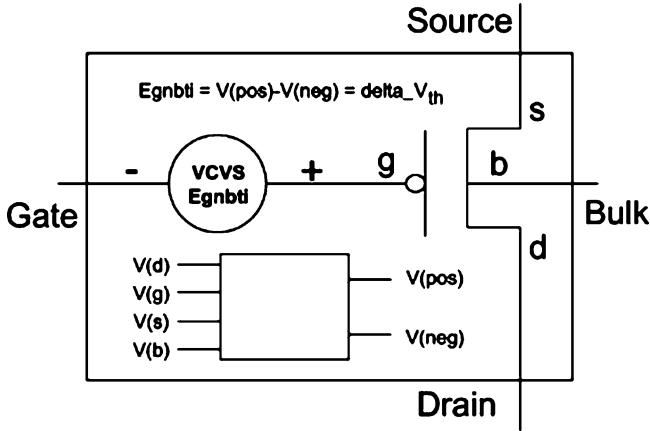 Source
Egnbti = V(pos)-V(neg) = delta_Vth
s
- VCVS + g b
Egnbti
Gate Bulk
d
V(d)
V(g) V(pos)
V(s)
V(b) V(neg)
Drain